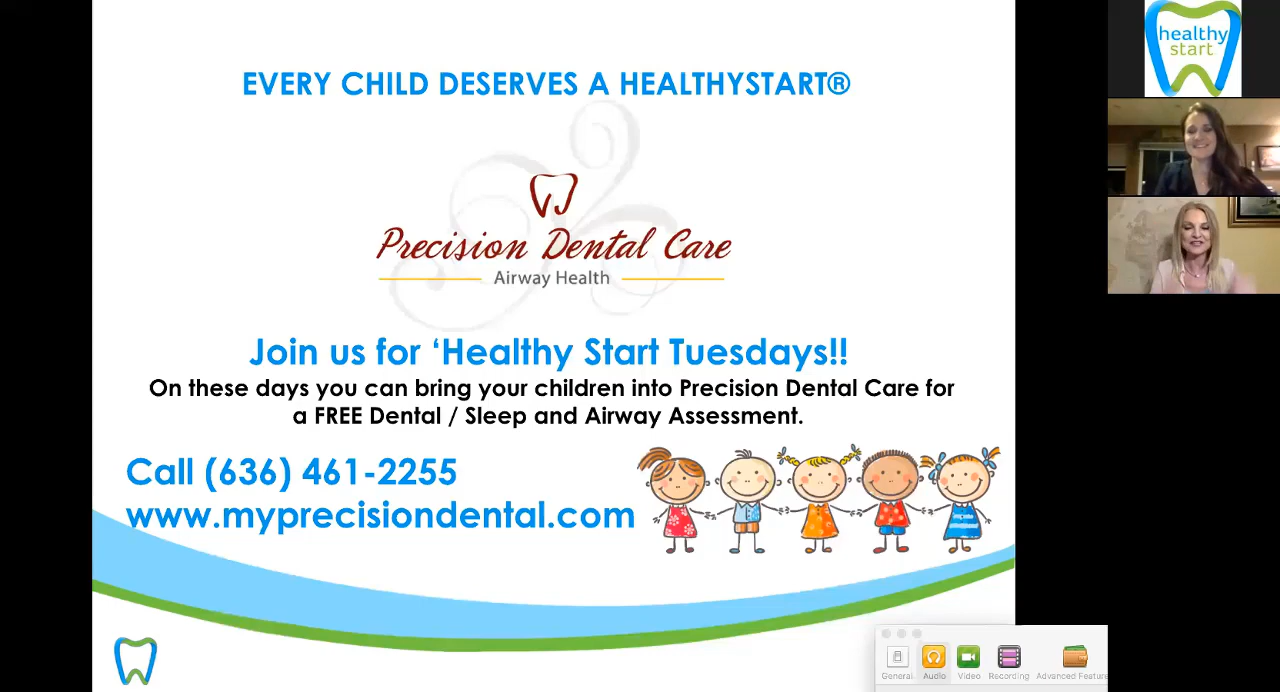 EVERY CHILD DESERVES A HEALTHYSTART®
Precision Dental Care
Airway Health
Join us for ‘Healthy Start Tuesdays!!
On these days you can bring your children into Precision Dental Care for
a FREE Dental / Sleep and Airway Assessment.
Call (636) 461-2255
www.myprecisiondental.com
healthy
start
General Audio Video Recording Advanced Feature